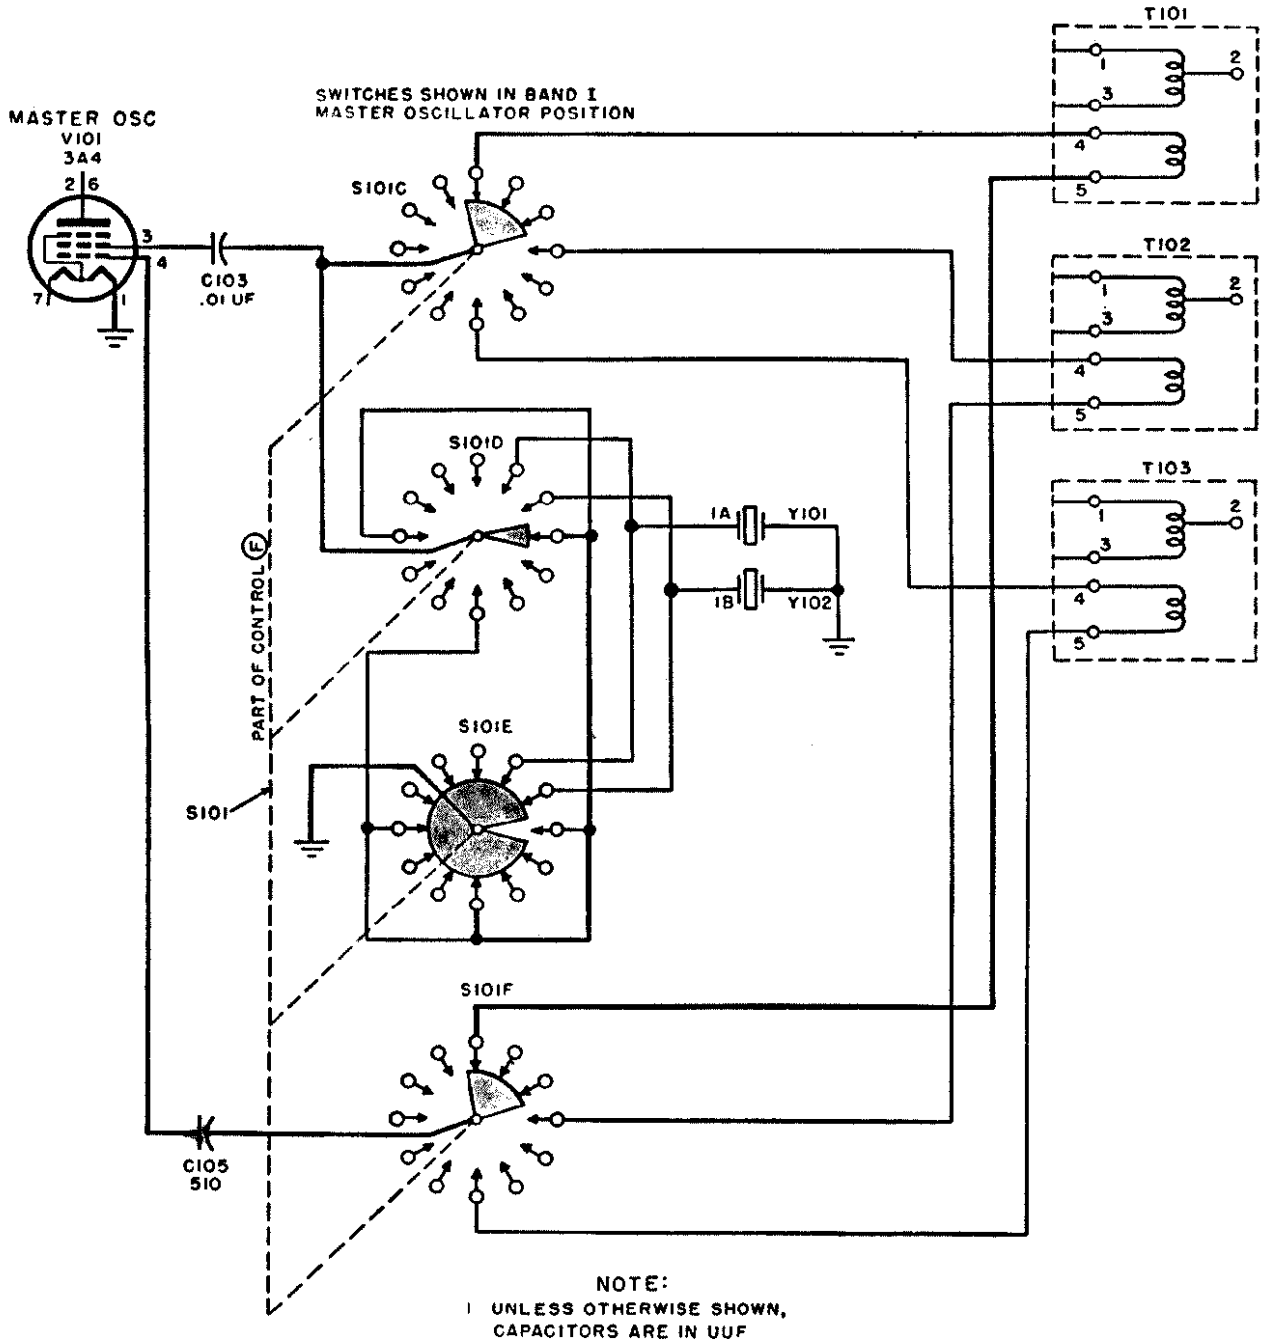 T101
1
2
3
4
5
SWITCHES SHOWN IN BAND I
MASTER OSCILLATOR POSITION
MASTER OSC
V101
3A4
2 6
3
4
7
1
C103
.01 UF
S101C
T102
1
2
3
4
5
S101D
1A
Y101
1B
Y102
T103
1
2
3
4
5
PART OF CONTROL F
S101E
S101
S101F
C105
510
NOTE:
1 UNLESS OTHERWISE SHOWN,
CAPACITORS ARE IN UUF